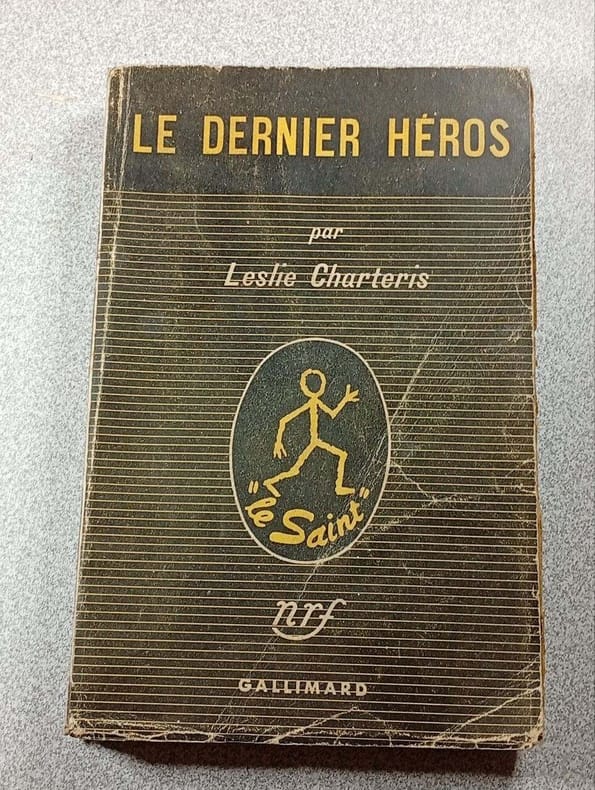 LE DERNIER HÉROS
par
Leslie Charteris
"le Saint"
nrf
GALLIMARD